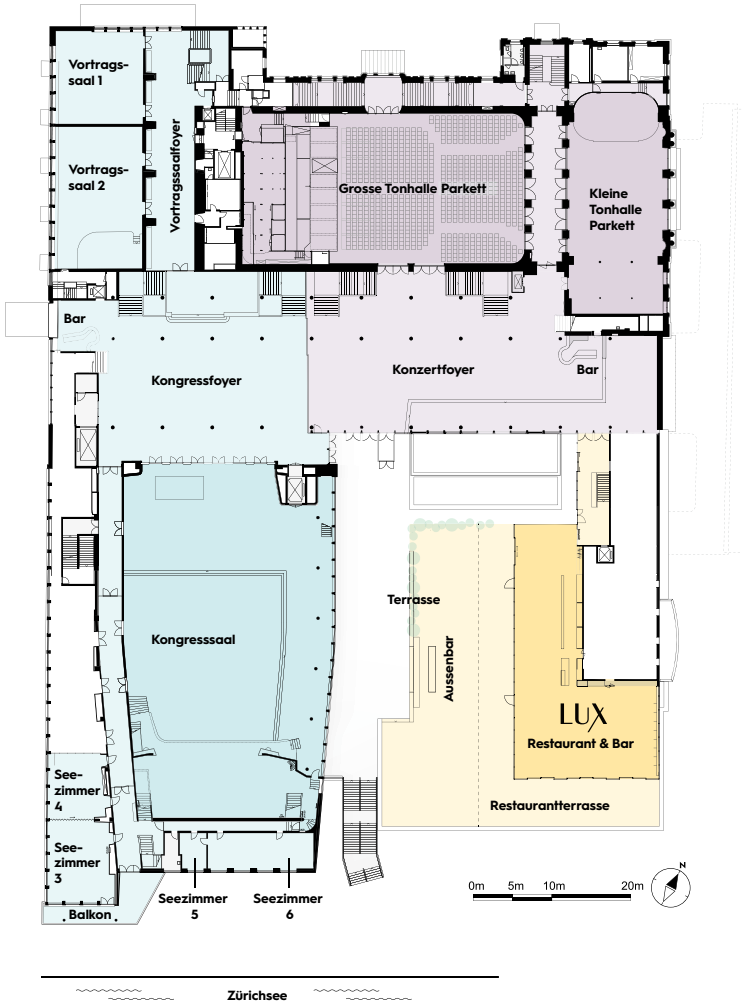 Vortrags-
saal 1
Vortrags-
saal 2
Vortragssaalfoyer
Grosse Tonhalle Parkett
Kleine
Tonhalle
Parkett
Bar
Kongressfoyer
Konzertfoyer
Bar
Terrasse
Kongresssaal
Aussenbar
LUX
Restaurant & Bar
See-
zimmer
4
Restaurantterrasse
See-
zimmer
3
Balkon
Seezimmer
5
Seezimmer
6
0m 5m 10m 20m
N
Zürichsee